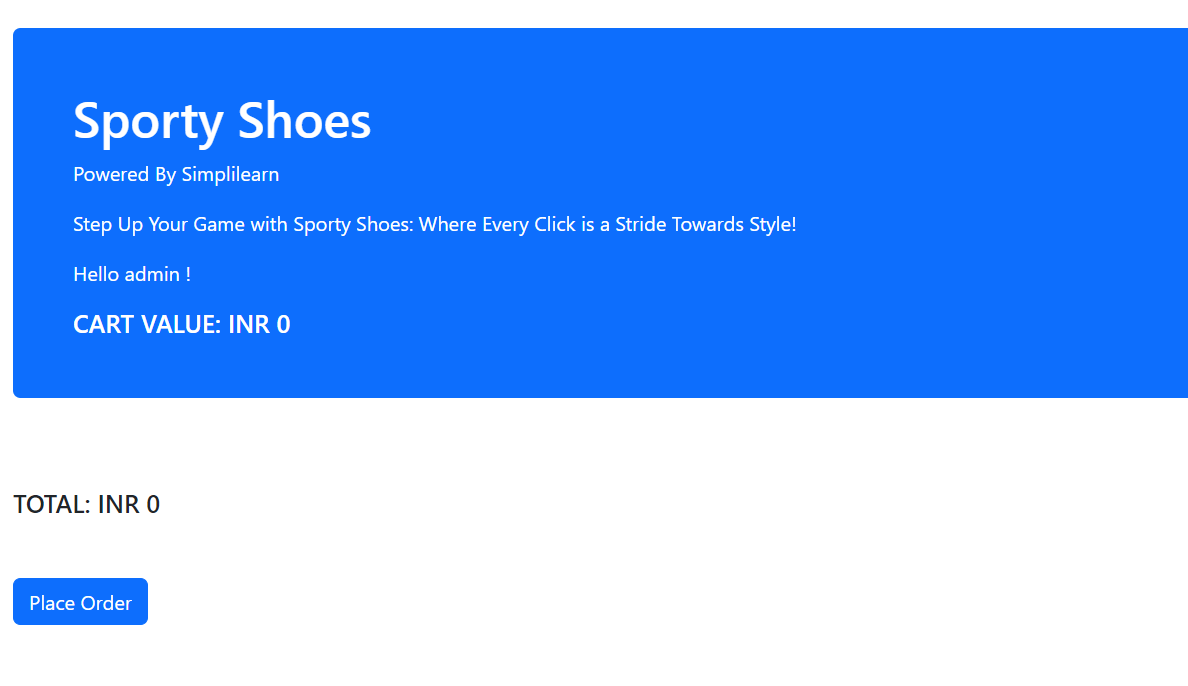 Sporty Shoes
Powered By Simplilearn
Step Up Your Game with Sporty Shoes: Where Every Click is a Stride Towards Style!
Hello admin !
CART VALUE: INR 0
TOTAL: INR 0
Place Order